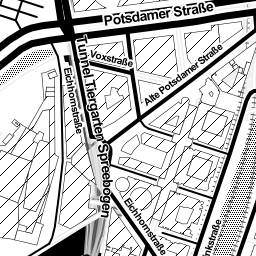 Potsdamer Straße
Voxstraße
Alte Potsdamer Straße
Eichhornstraße
Tunnel Tiergarten Spreebogen
Eichhornstraße